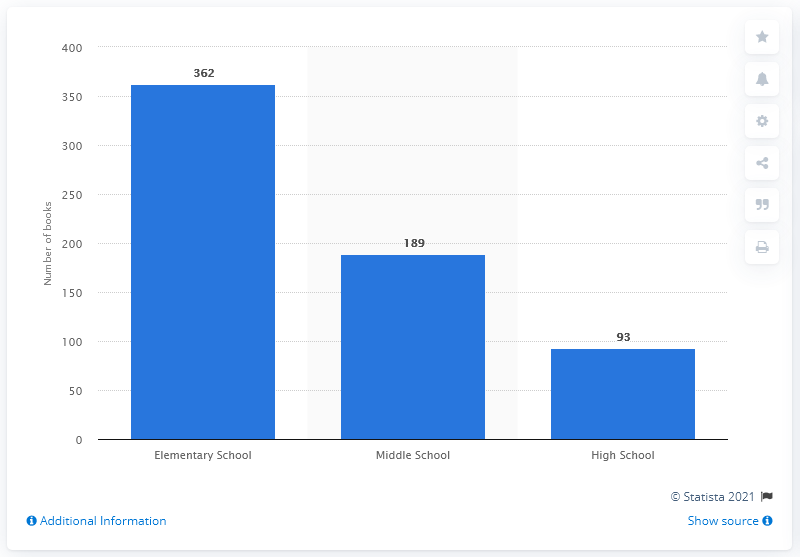 400
350
300
250
200
150
100
50
0
Number of books
362
189
93
Elementary School
Middle School
High School
© Statista 2021
Additional Information
Show source